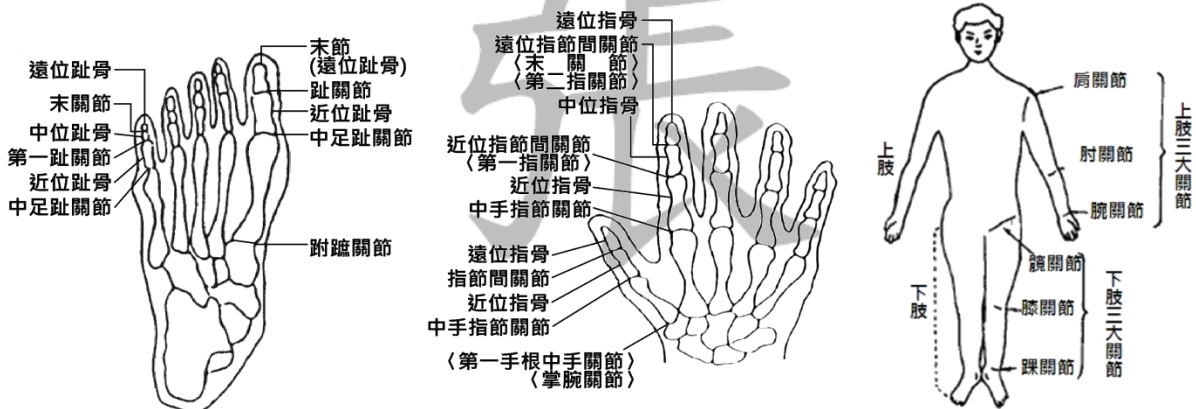 遠位趾骨
末關節
中位趾骨
第一趾關節
近位趾骨
中足趾關節
末節
(遠位趾骨)
趾關節
近位趾骨
中足趾關節
跗蹠關節
張
遠位指骨
遠位指節間關節
〈末關節〉
〈第二指關節〉
中位指骨
近位指節間關節
〈第一指關節〉
近位指骨
中手指節關節
遠位指骨
指節間關節
近位指骨
中手指節關節
〈第一手根中手關節〉
〈掌腕關節〉
上肢
下肢
肩關節
肘關節
腕關節
上肢三大關節
髖關節
膝關節
踝關節
下肢三大關節